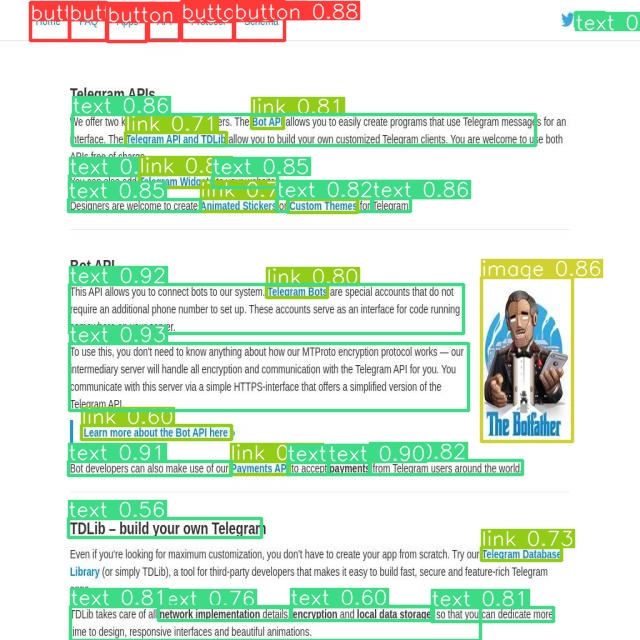 button 0.88
Home FAQ Apps API Protocol Schema
text 0
Telegram APIs
text 0.86 link 0.81
We offer two k ers. The Bot API allows you to easily create programs that use Telegram messages for an
link 0.71
interface. The Telegram API and TDLib allow you to build your own customized Telegram clients. You are welcome to use both
APIs free of charge.
text 0. link 0.8 text 0.85
You can also add Telegram Widgets
text 0.85 link 0.7 text 0.82 text 0.86
Designers are welcome to create Animated Stickers or Custom Themes for Telegram.
Bot API
image 0.86
text 0.92 link 0.80
This API allows you to connect bots to our system. Telegram Bots are special accounts that do not
require an additional phone number to set up. These accounts serve as an interface for code running
server.
text 0.93
To use this, you don't need to know anything about how our MTProto encryption protocol works — our
intermediary server will handle all encryption and communication with the Telegram API for you. You
communicate with this server via a simple HTTPS-interface that offers a simplified version of the
Telegram API.
The Botfather
link 0.60
Learn more about the Bot API here »
text 0.91 link 0 text text 0.90 0.82
Bot developers can also make use of our Payments API to accept payments from Telegram users around the world.
text 0.56
TDLib – build your own Telegram
link 0.73
Even if you're looking for maximum customization, you don't have to create your app from scratch. Try our Telegram Database
Library (or simply TDLib), a tool for third-party developers that makes it easy to build fast, secure and feature-rich Telegram
text 0.81 text 0.76 text 0.60 text 0.81
TDLib takes care of all network implementation details, encryption and local data storage, so that you can dedicate more
time to design, responsive interfaces and beautiful animations.